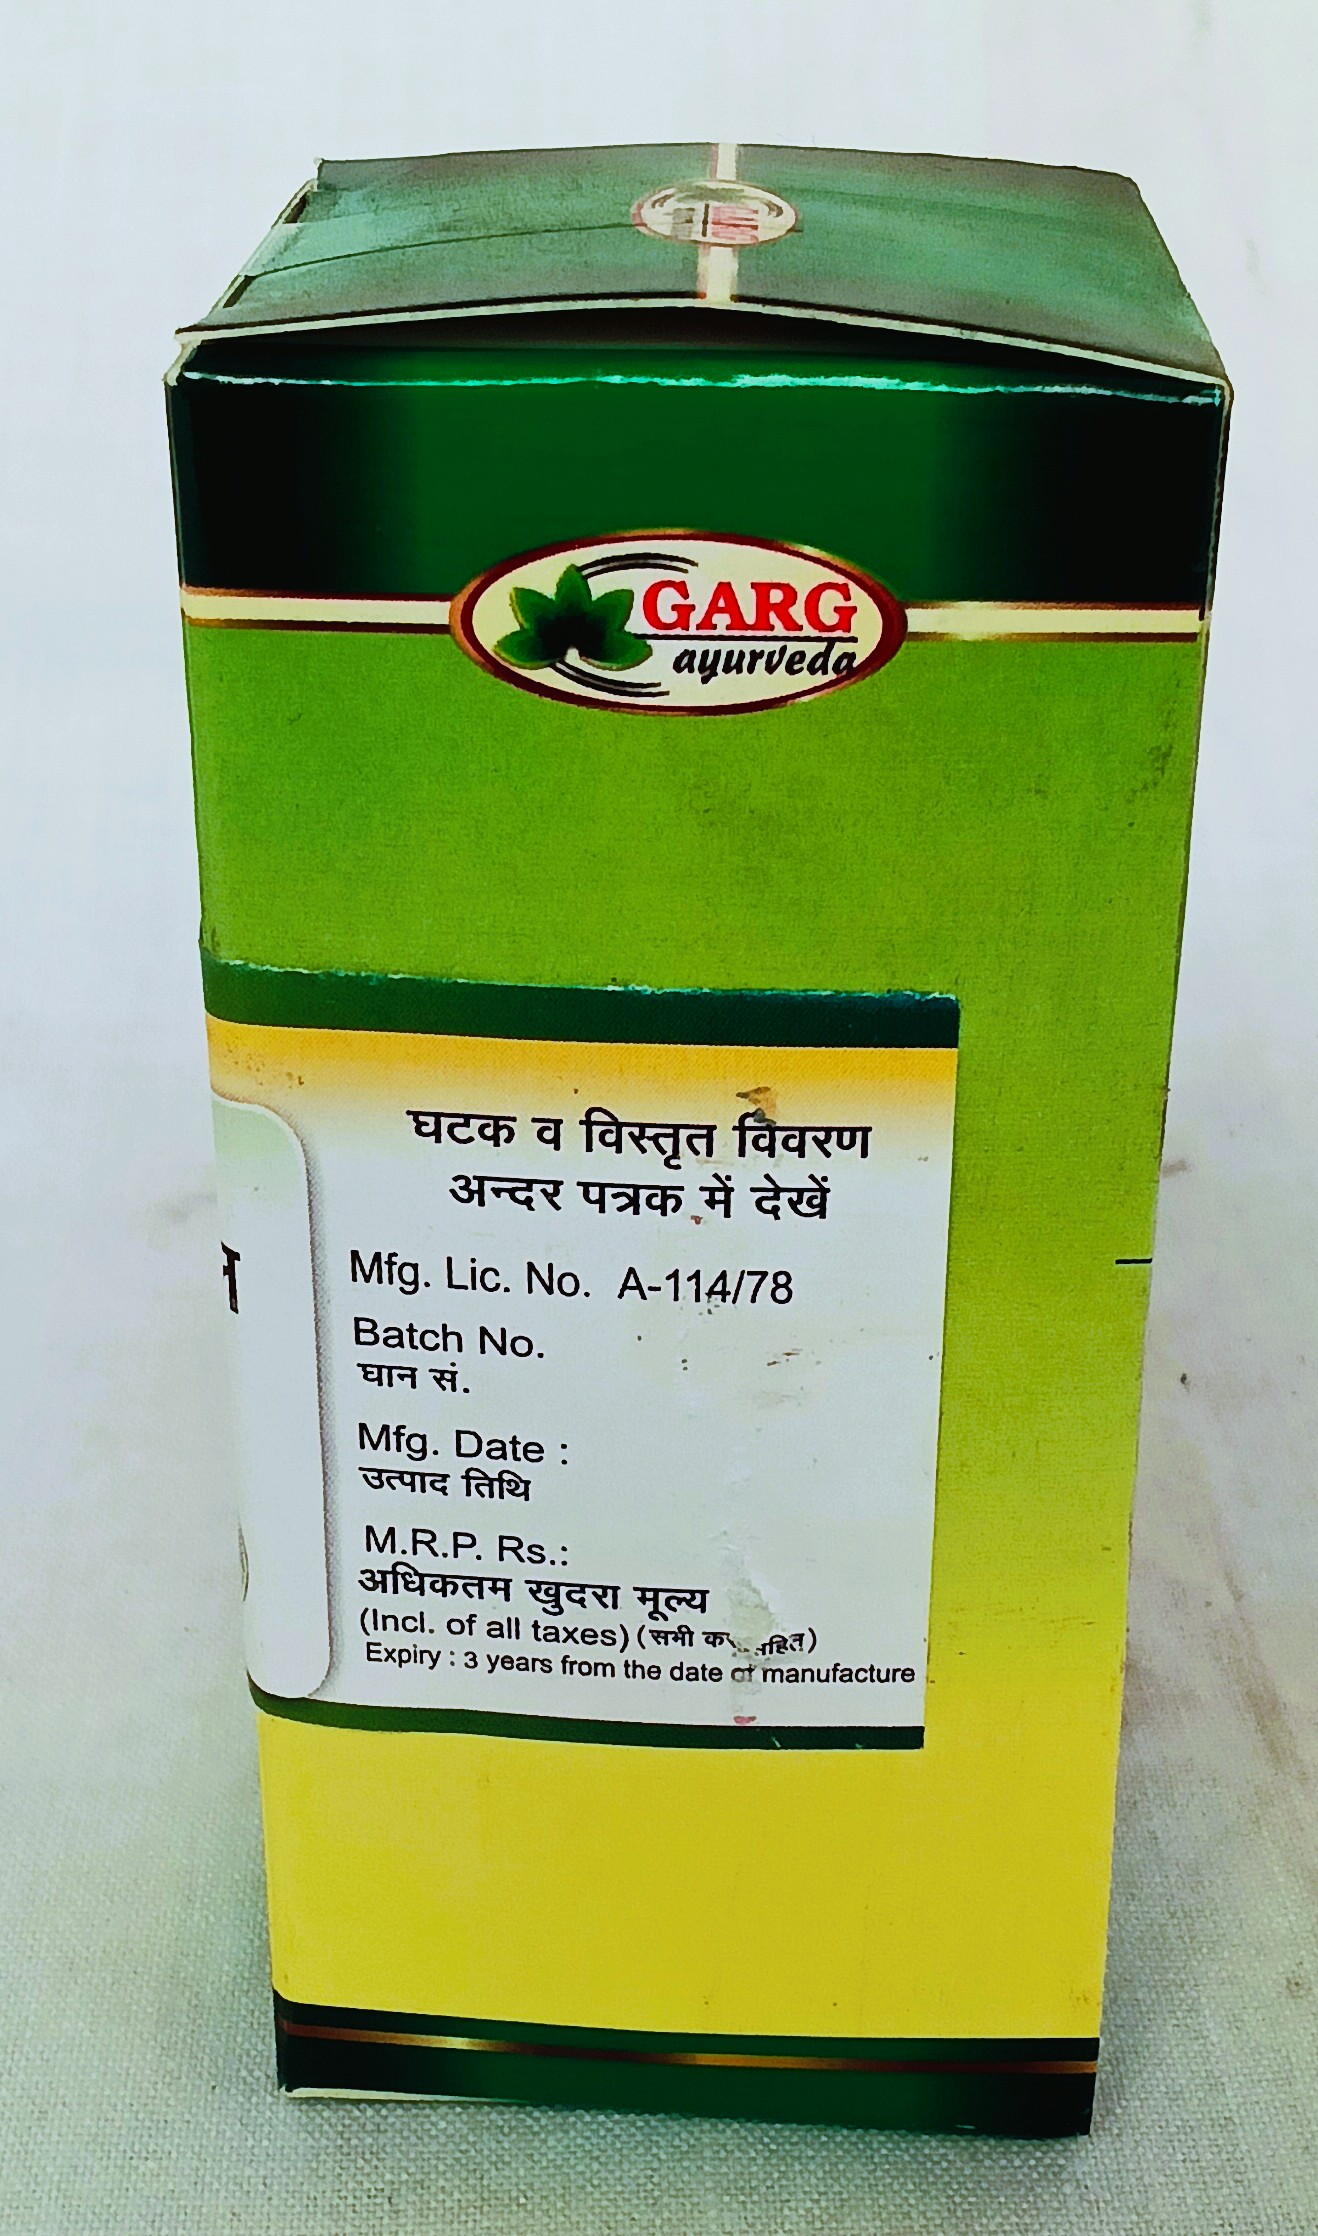 GARG
ayurveda
घटक व विस्तृत विवरण
अन्दर पत्रक में देखें
Mfg. Lic. No. A-114/78
Batch No.
घान सं.
Mfg. Date :
उत्पाद तिथि
M.R.P. Rs.:
अधिकतम खुदरा मूल्य
(Incl. of all taxes) (सभी
Expiry : 3 years from the date of manufacture